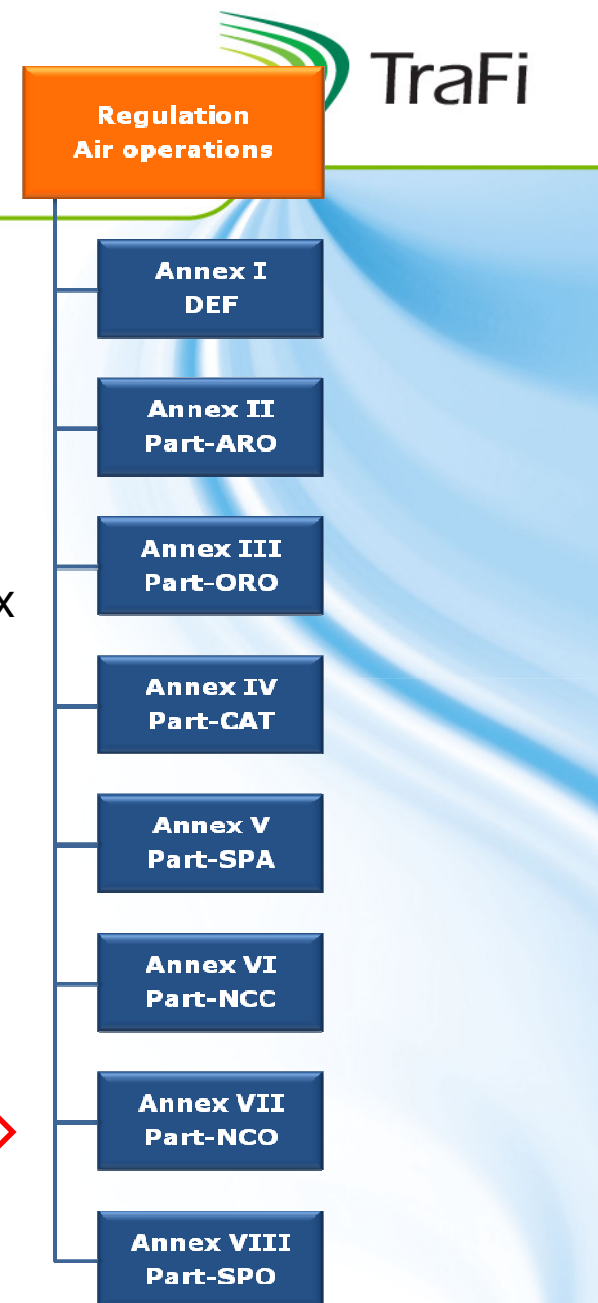 TraFi
Regulation
Air operations
Annex I
DEF
Annex II
Part-ARO
Annex III
Part-ORO
x
Annex IV
Part-CAT
Annex V
Part-SPA
Annex VI
Part-NCC
Annex VII
Part-NCO
Annex VIII
Part-SPO